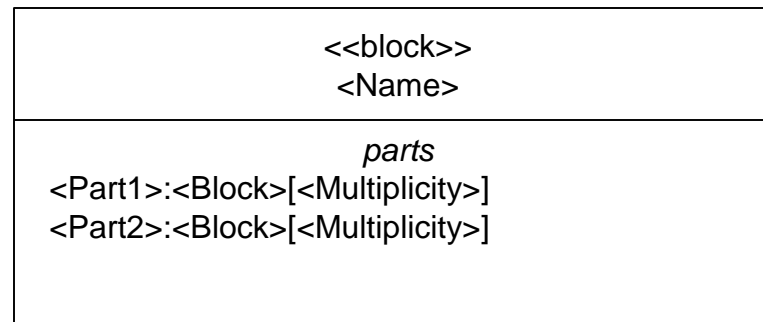 <<block>>
<Name>
parts
<Part1>:<Block>[<Multiplicity>]
<Part2>:<Block>[<Multiplicity>]